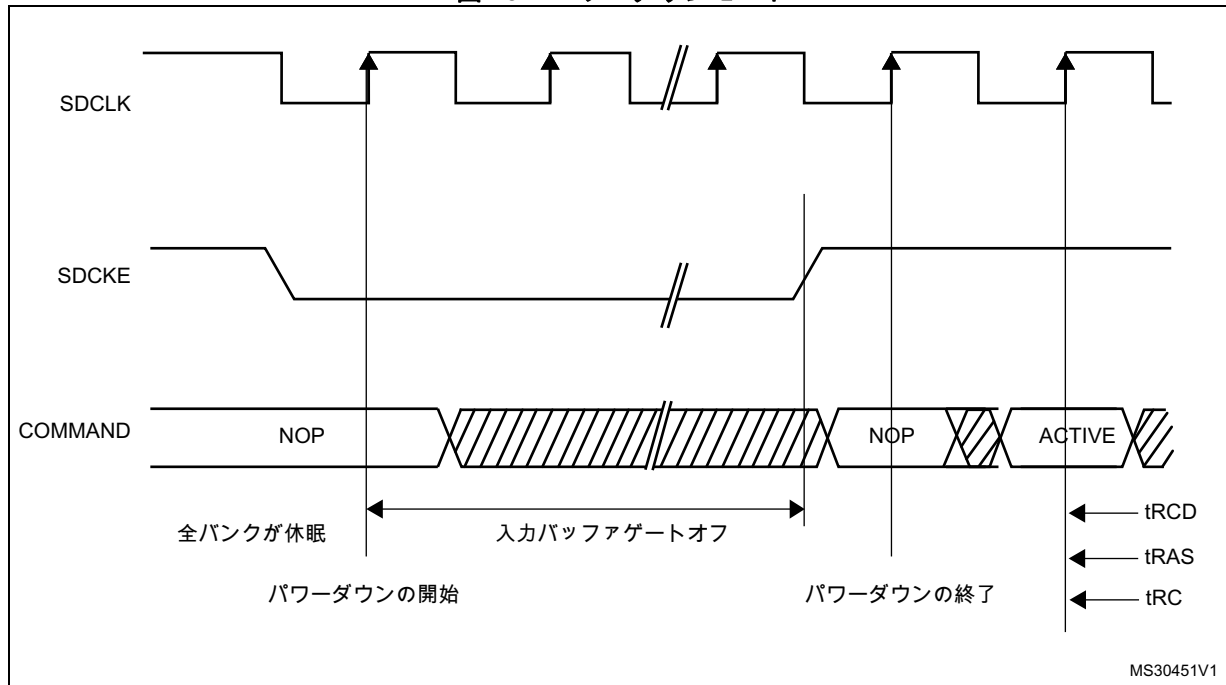 SDCLK
SDCKE
COMMAND
NOP
NOP
ACTIVE
全バンクが休眠
入力バッファゲートオフ
tRCD
tRAS
パワーダウンの開始
パワーダウンの終了
tRC
MS30451V1